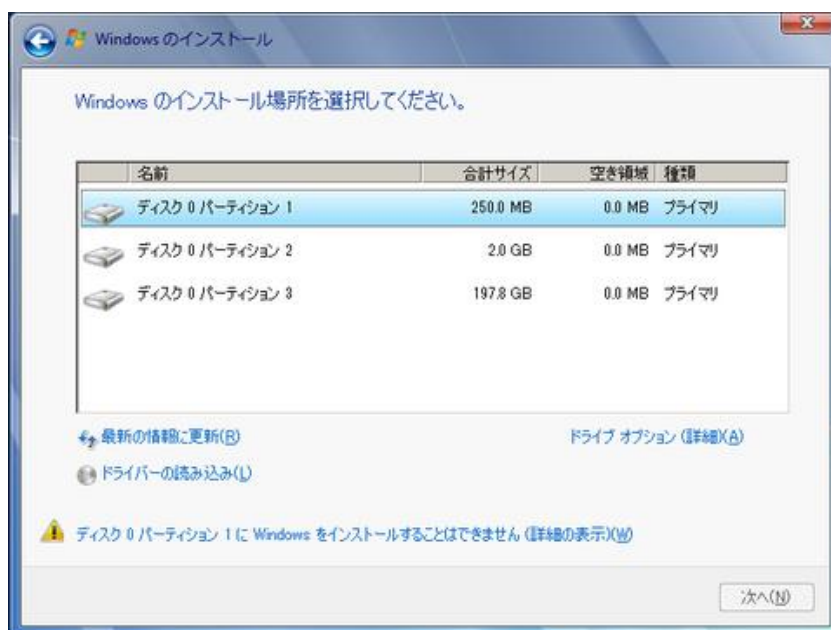 Windows のインストール
Windows のインストール場所を選択してください。
名前 合計サイズ 空き領域 種類
ディスク 0 パーティション 1 250.0 MB 0.0 MB プライマリ
ディスク 0 パーティション 2 2.0 GB 0.0 MB プライマリ
ディスク 0 パーティション 3 197.8 GB 0.0 MB プライマリ
最新の情報に更新(R) ドライブ オプション (詳細)(A)
ドライバーの読み込み(L)
ディスク 0 パーティション 1 に Windows をインストールすることはできません (詳細の表示)(W)
次へ(N)